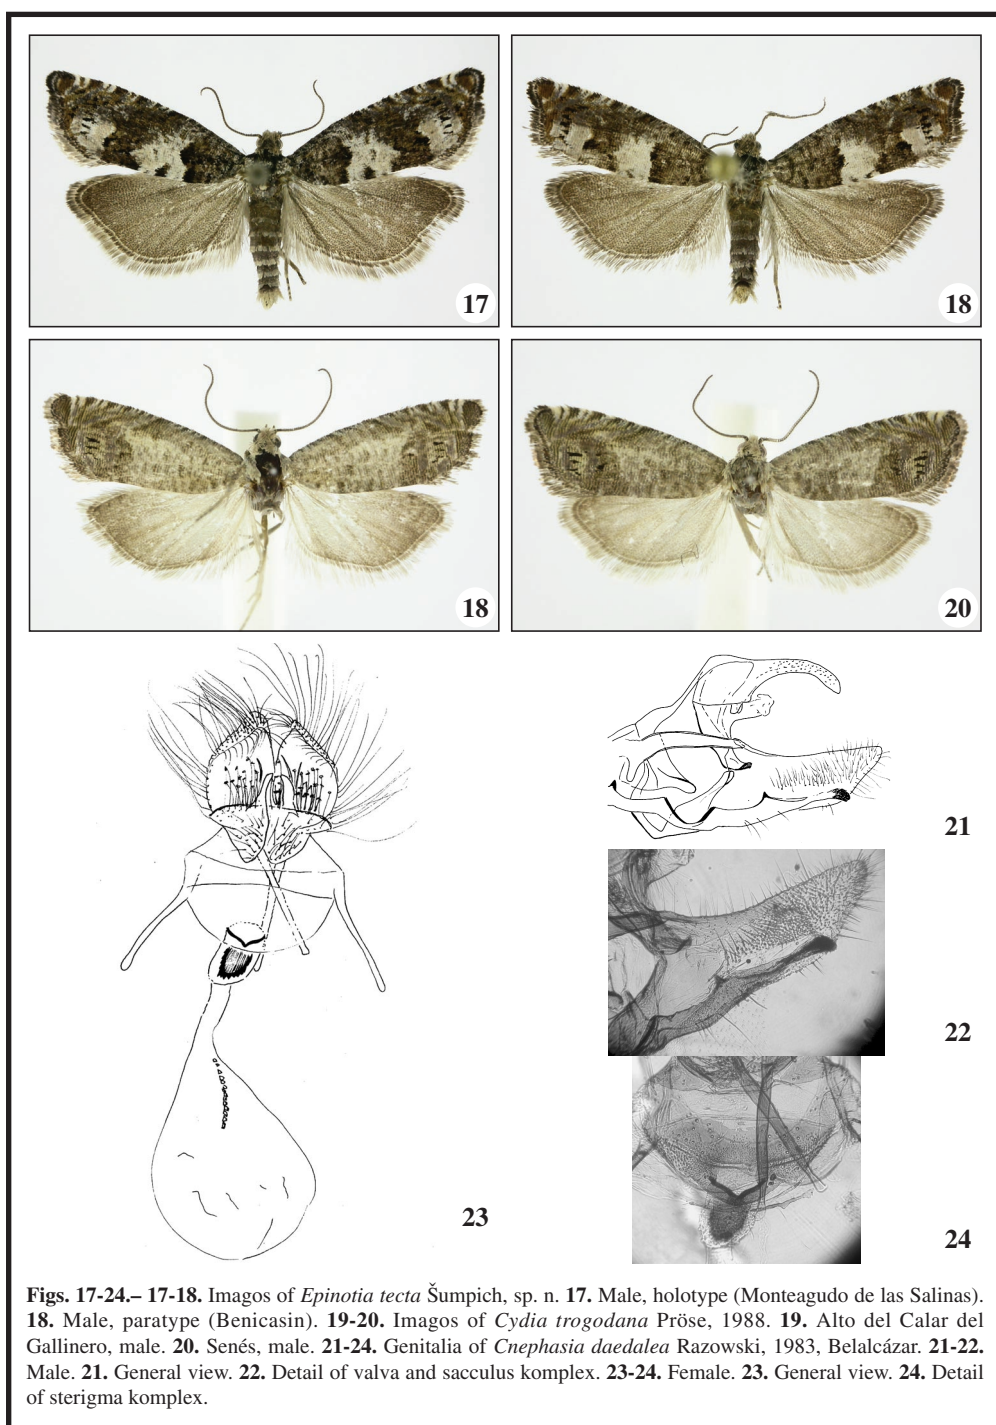 17
18
18
20
21
22
23
24
Figs. 17-24.– 17-18. Imagos of Epinotia tecta Šumpich, sp. n. 17. Male, holotype (Monteagudo de las Salinas).
18. Male, paratype (Benicasin). 19-20. Imagos of Cydia trogodana Pröse, 1988. 19. Alto del Calar del
Gallinero, male. 20. Senés, male. 21-24. Genitalia of Cnephasia daedalea Razowski, 1983, Belalcázar. 21-22.
Male. 21. General view. 22. Detail of valva and sacculus komplex. 23-24. Female. 23. General view. 24. Detail
of sterigma komplex.